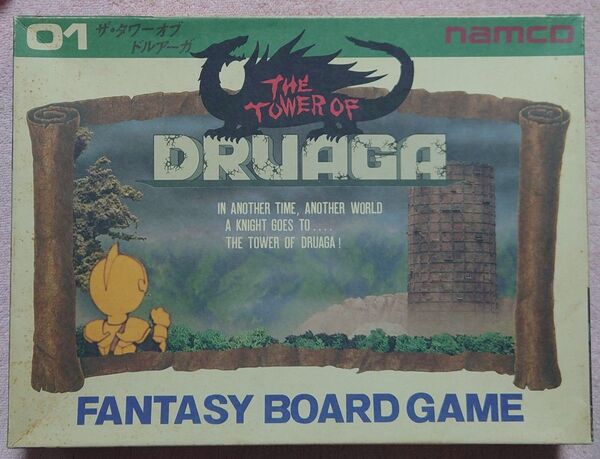 01 ザ・タワーオブ
ドルアーガ
namco
THE
TOWER OF
DRUAGA
IN ANOTHER TIME, ANOTHER WORLD
A KNIGHT GOES TO....
THE TOWER OF DRUAGA!
FANTASY BOARD GAME